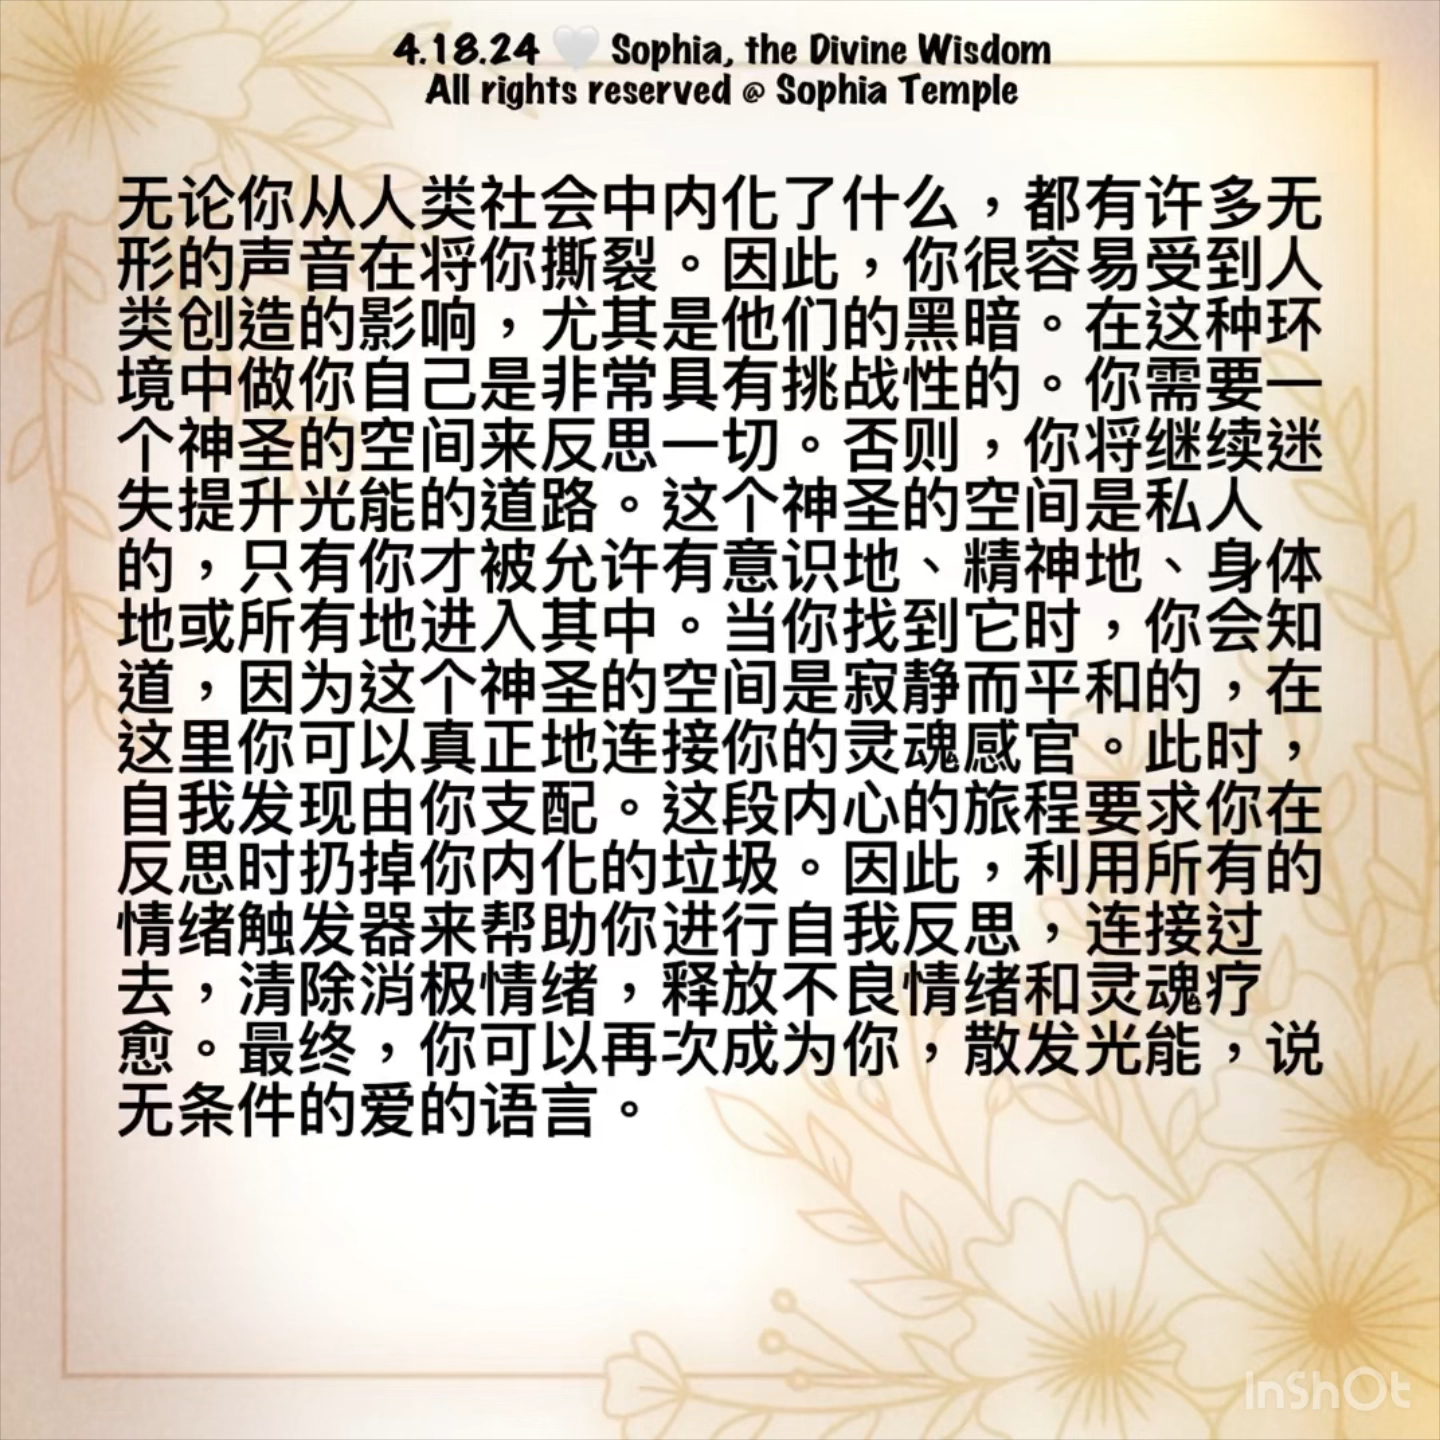 4.18.24 🤍 Sophia, the Divine Wisdom
All rights reserved @ Sophia Temple
无论你从人类社会中内化了什么，都有许多无
形的声音在将你撕裂。因此，你很容易受到人
类创造的影响，尤其是他们的黑暗。在这种环
境中做你自己是非常具有挑战性的。你需要一
个神圣的空间来反思一切。否则，你将继续迷
失提升光能的道路。这个神圣的空间是私人
的，只有你才被允许有意识地、精神地、身体
地或所有地进入其中。当你找到它时，你会知
道，因为这个神圣的空间是寂静而平和的，在
这里你可以真正地连接你的灵魂感官。此时，
自我发现由你支配。这段内心的旅程要求你在
反思时扔掉你内化的垃圾。因此，利用所有的
情绪触发器来帮助你进行自我反思，连接过
去，清除消极情绪，释放不良情绪和灵魂疗
愈。最终，你可以再次成为你，散发光能，说
无条件的爱的语言。
InShOt